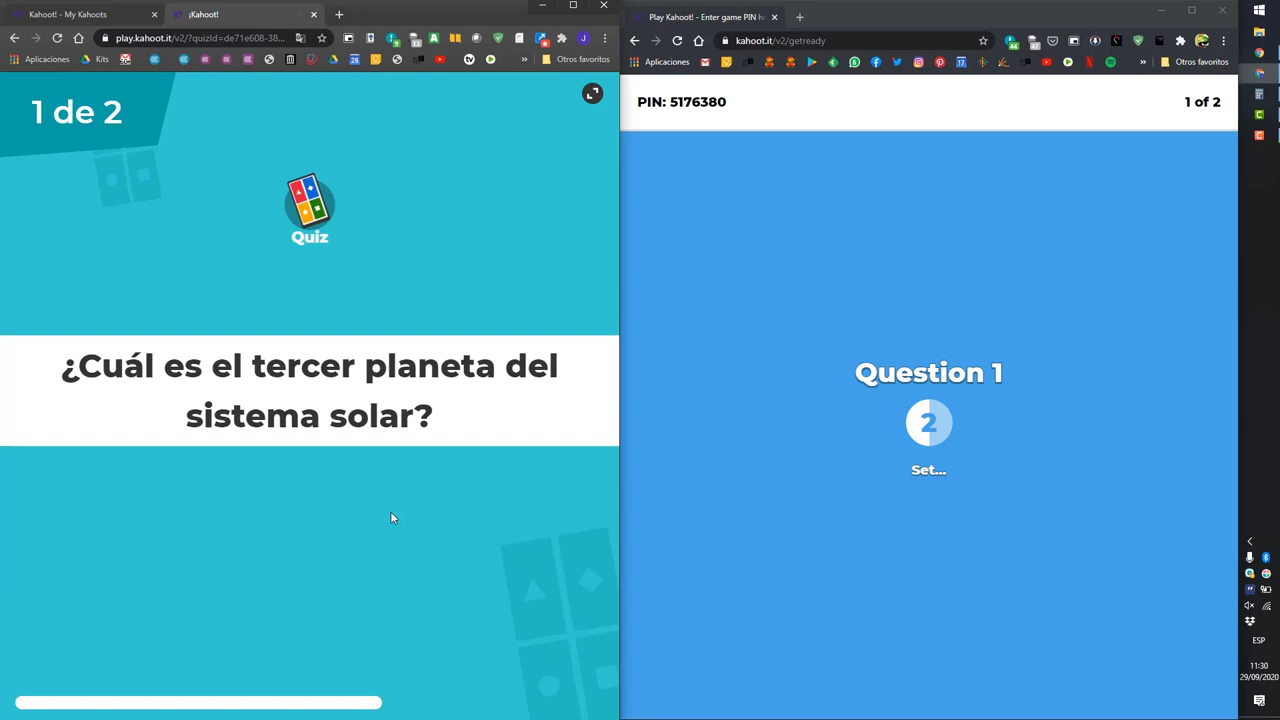 Kahoot! - My Kahoots
¡Kahoot!
play.kahoot.it/v2/?quizId=de71e608-38...
Aplicaciones
Kits
Otros favoritos
1 de 2
Quiz
¿Cuál es el tercer planeta del
sistema solar?
Play Kahoot! - Enter game PIN h
kahoot.it/v2/getready
Aplicaciones
Otros favoritos
PIN: 5176380
1 of 2
Question 1
2
Set...
ESP
11:30
29/09/2020